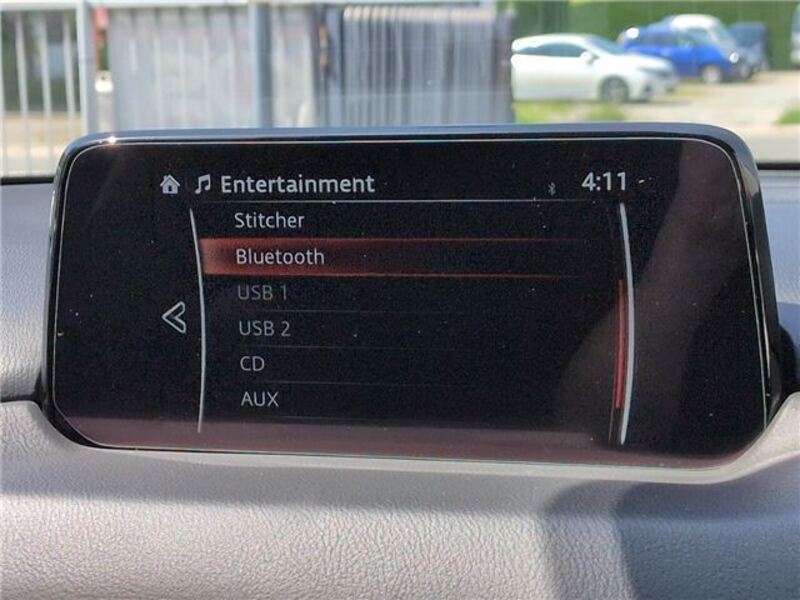 Entertainment 4:11
Stitcher
Bluetooth
USB 1
USB 2
CD
AUX